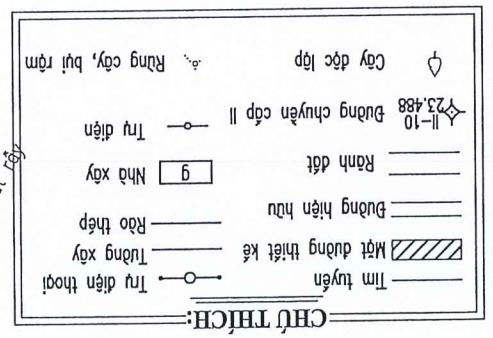 CHÚ THÍCH:
Tim tuyến
Trụ điện thoại
Mặt đường thiết kế
Tường xây
Rào thép
Đường hiện hữu
g
Nhà xây
Rãnh đất
Trụ điện
II-10
23.488
Đường chuyền cấp II
Cây độc lập
Rừng cây, bụi rậm